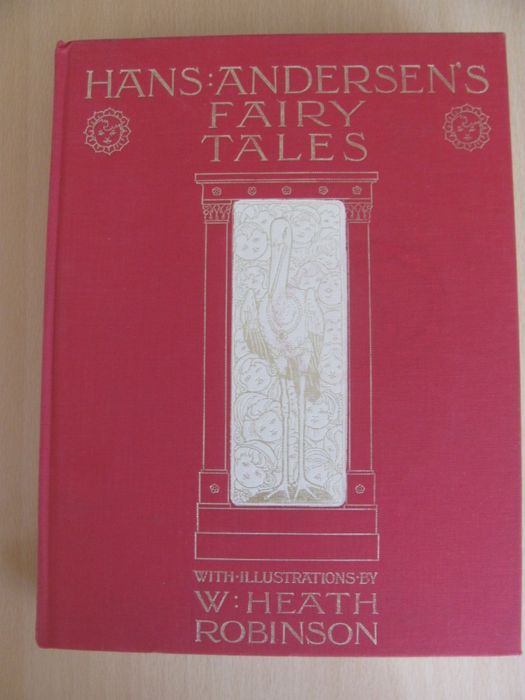 HANS:ANDERSEN'S
FAIRY
TALES
WITH·ILLUSTRATIONS·BY
W:HEATH
ROBINSON